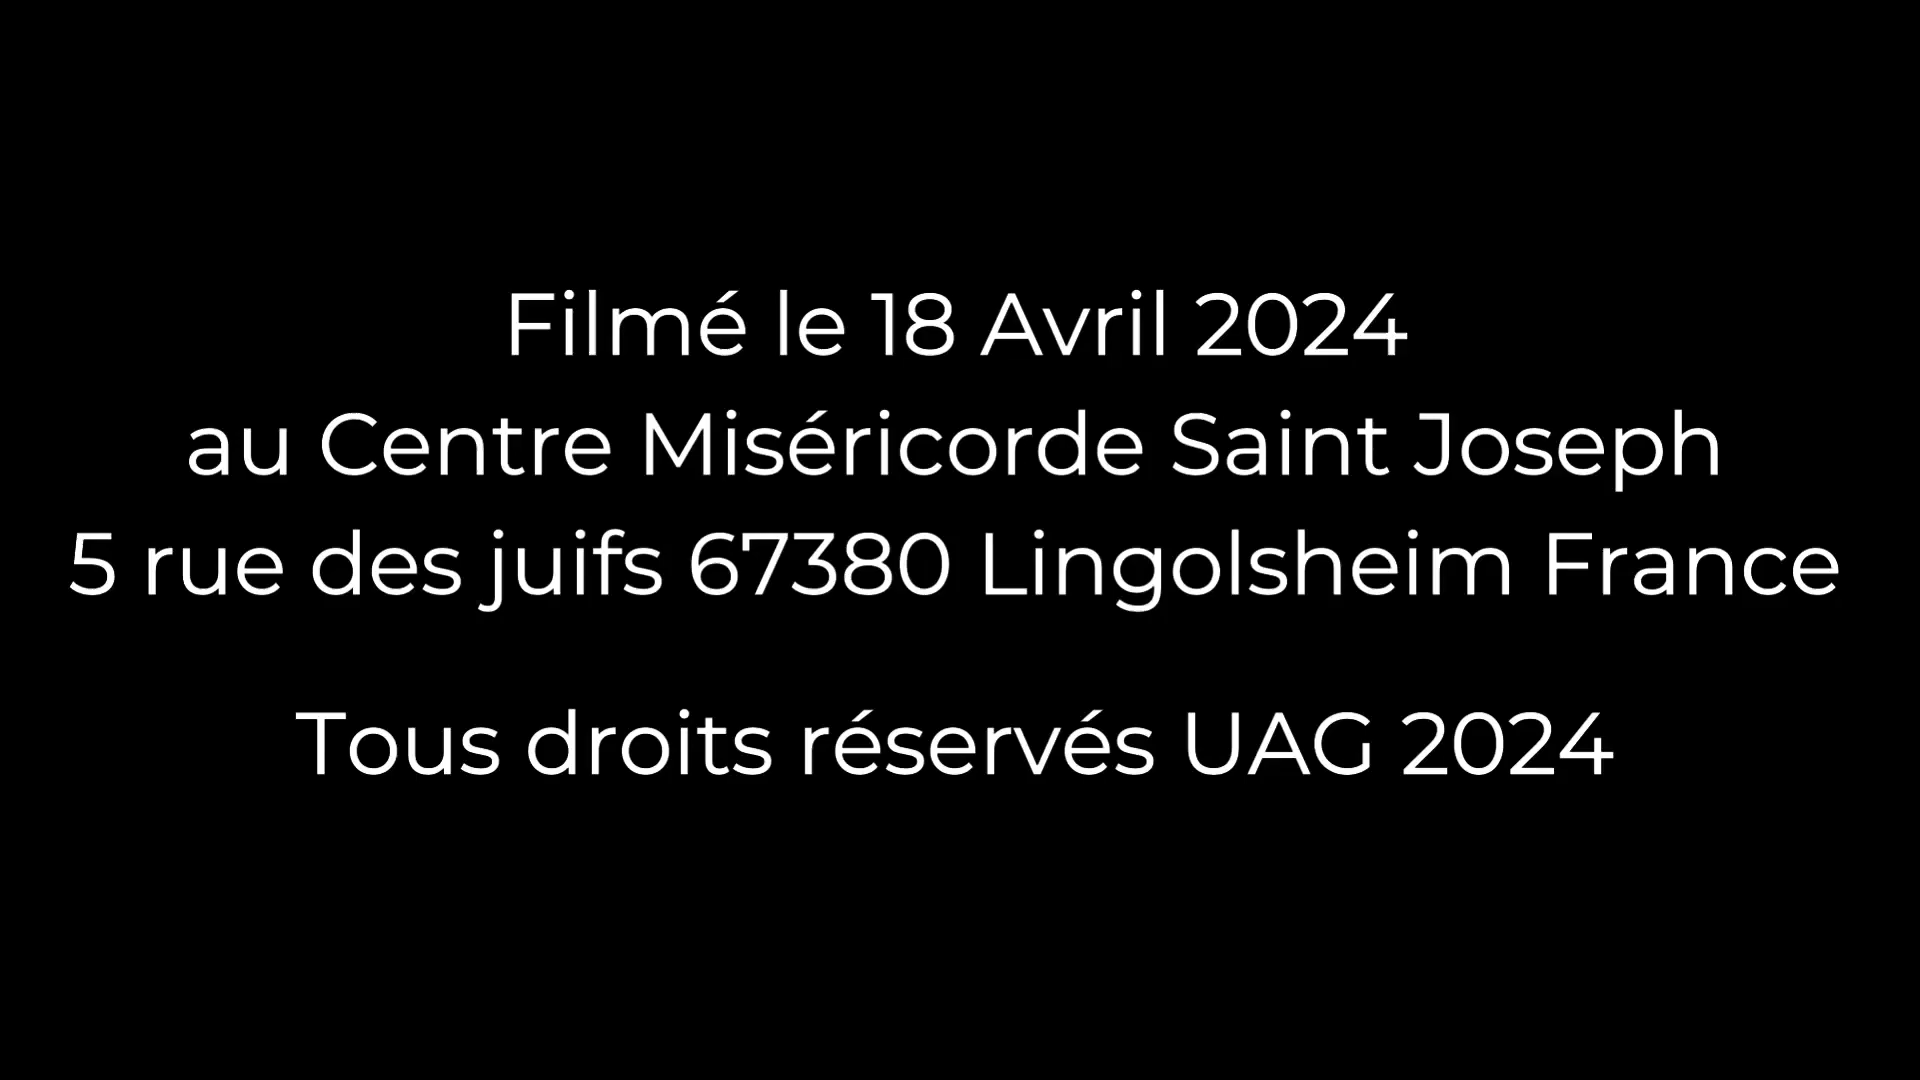 Filmé le 18 Avril 2024
au Centre Miséricorde Saint Joseph
5 rue des juifs 67380 Lingolsheim France
Tous droits réservés UAG 2024